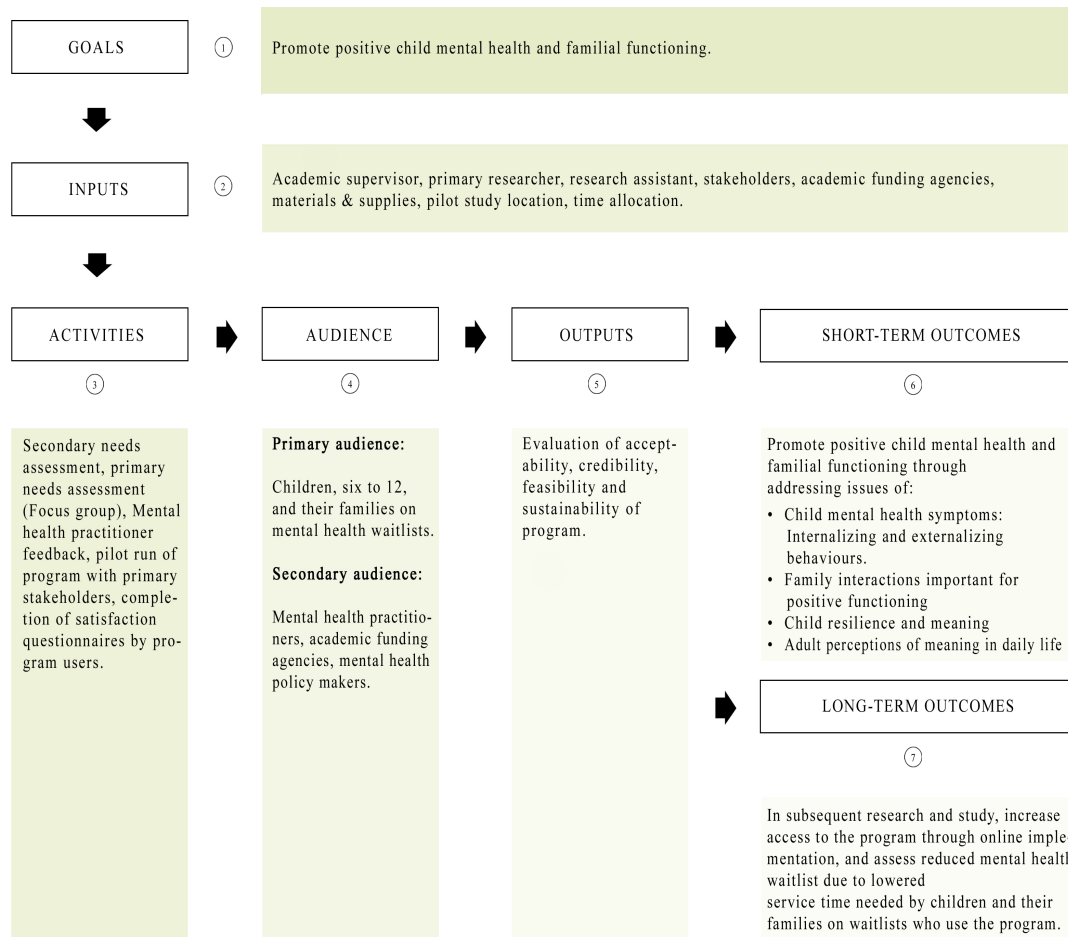 GOALS
1
Promote positive child mental health and familial functioning.
INPUTS
2
Academic supervisor, primary researcher, research assistant, stakeholders, academic funding agencies,
materials & supplies, pilot study location, time allocation.
ACTIVITIES
3
Secondary needs
assessment, primary
needs assessment
(Focus group), Mental
health practitioner
feedback, pilot run of
program with primary
stakeholders, comple-
tion of satisfaction
questionnaires by pro-
gram users.
AUDIENCE
4
Primary audience:
Children, six to 12,
and their families on
mental health waitlists.
Secondary audience:
Mental health practitio-
ners, academic funding
agencies, mental health
policy makers.
OUTPUTS
5
Evaluation of accept-
ability, credibility,
feasibility and
sustainability of
program.
SHORT-TERM OUTCOMES
6
Promote positive child mental health and
familial functioning through
addressing issues of:
• Child mental health symptoms:
Internalizing and externalizing
behaviours.
• Family interactions important for
positive functioning
• Child resilience and meaning
• Adult perceptions of meaning in daily life
LONG-TERM OUTCOMES
7
In subsequent research and study, increase
access to the program through online imple-
mentation, and assess reduced mental health
waitlist due to lowered
service time needed by children and their
families on waitlists who use the program.